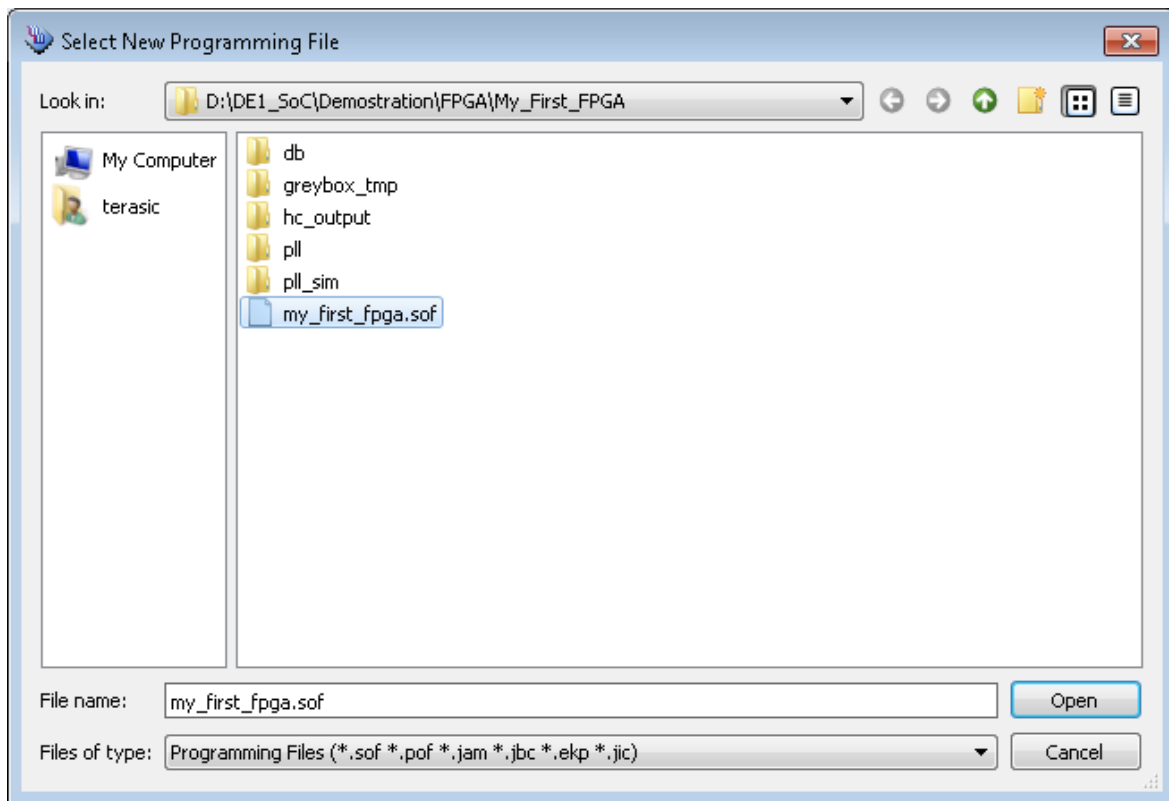 Select New Programming File
Look in: D:\DE1_SoC\Demostration\FPGA\My_First_FPGA
My Computer
terasic
db
greybox_tmp
hc_output
pll
pll_sim
my_first_fpga.sof
File name: my_first_fpga.sof Open
Files of type: Programming Files (*.sof *.pof *.jam *.jbc *.ekp *.jic) Cancel